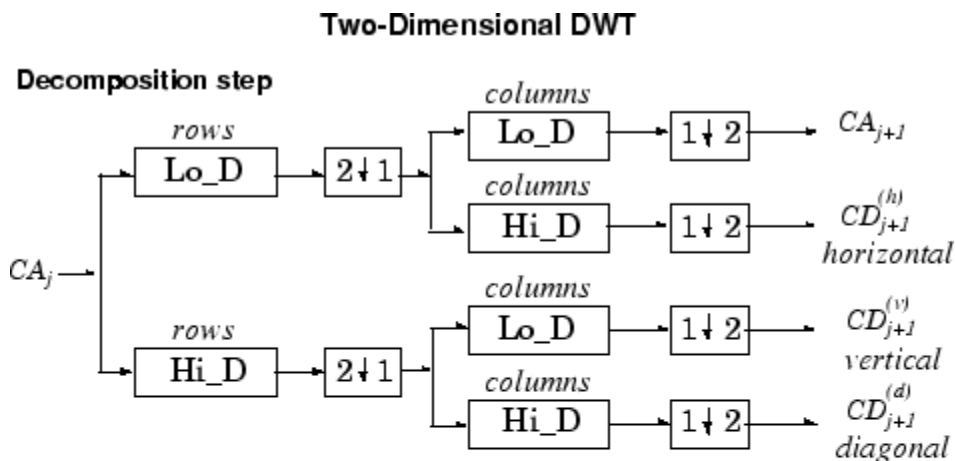 Two-Dimensional DWT
Decomposition step
columns
rows
Lo_D
1↓2
CA_{j+1}
Lo_D
2↓1
columns
Hi_D
1↓2
CD_{j+1}^{(h)}
horizontal
CA_j
columns
rows
Lo_D
1↓2
CD_{j+1}^{(v)}
vertical
Hi_D
2↓1
columns
Hi_D
1↓2
CD_{j+1}^{(d)}
diagonal